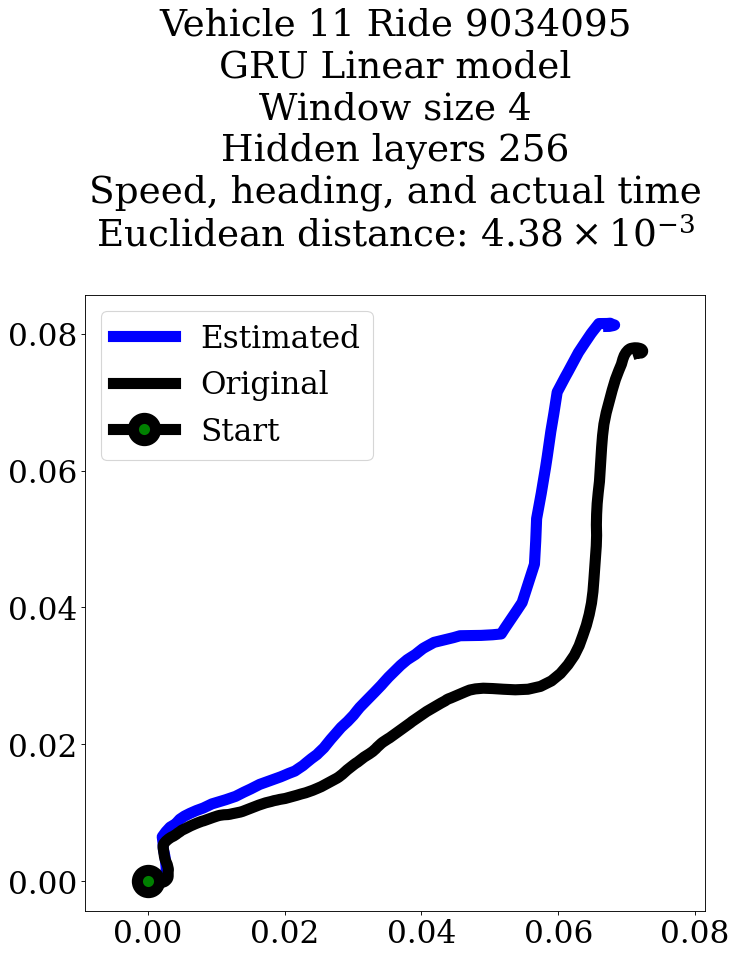 Vehicle 11 Ride 9034095
GRU Linear model
Window size 4
Hidden layers 256
Speed, heading, and actual time
Euclidean distance: 4.38 × 10⁻³
Estimated
Original
Start
0.08
0.06
0.04
0.02
0.00
0.00 0.02 0.04 0.06 0.08